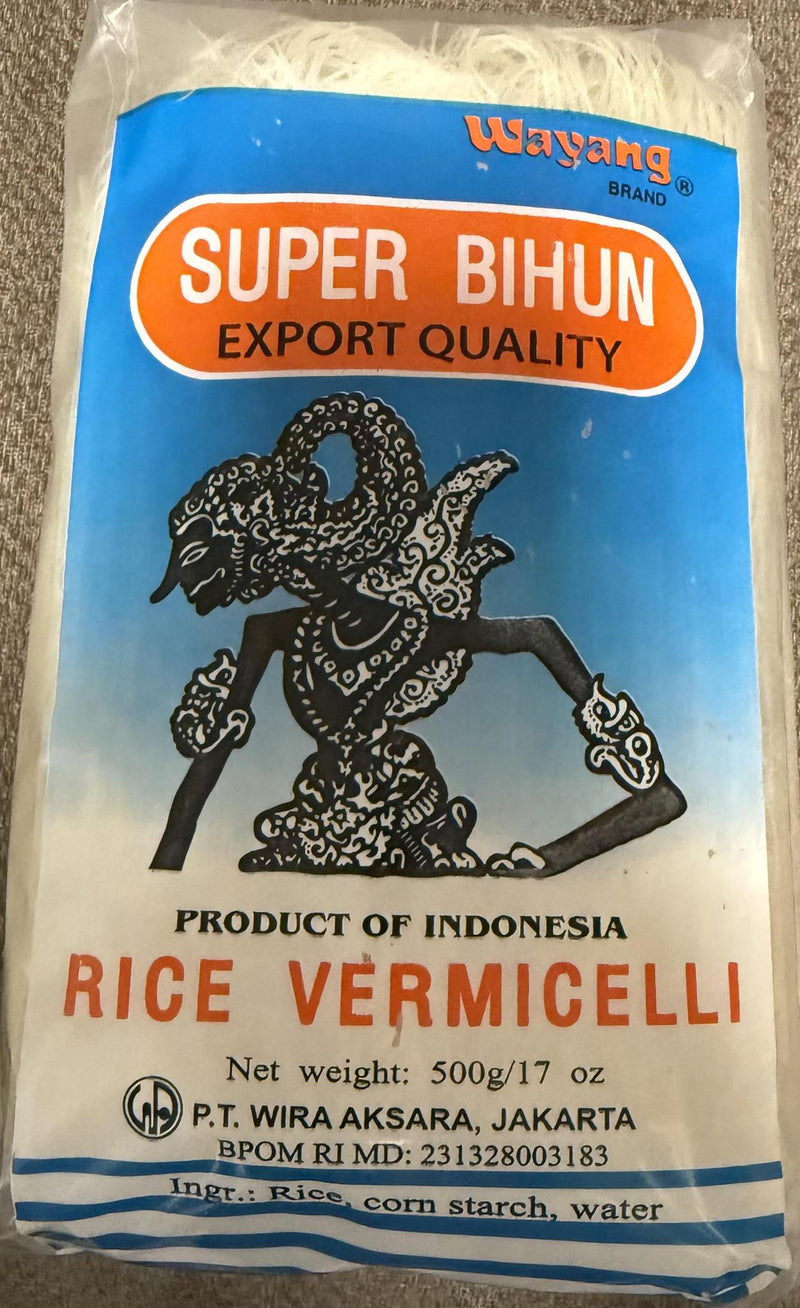 Wayang
BRAND ®
SUPER BIHUN
EXPORT QUALITY
PRODUCT OF INDONESIA
RICE VERMICELLI
Net weight: 500g/17 oz
P.T. WIRA AKSARA, JAKARTA
BPOM RI MD: 231328003183
Ingr.: Rice, corn starch, water